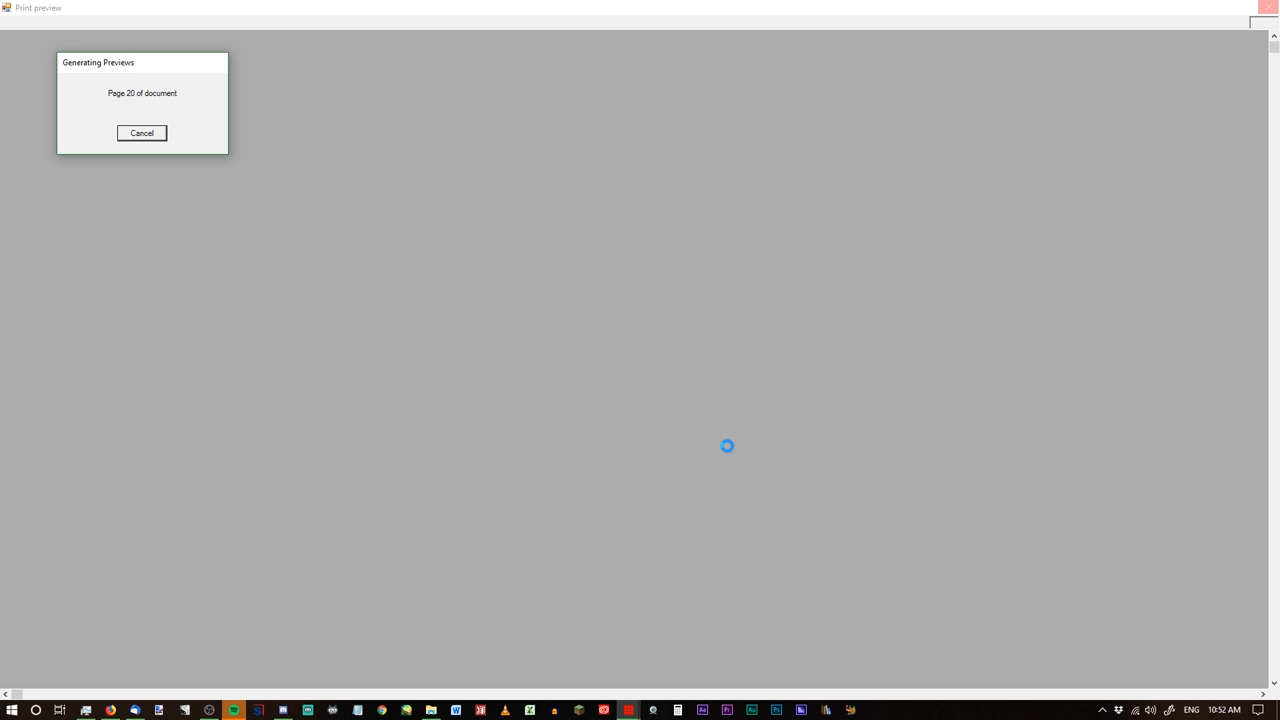 Print preview
Generating Previews
Page 20 of document
Cancel
ENG
10:52 AM